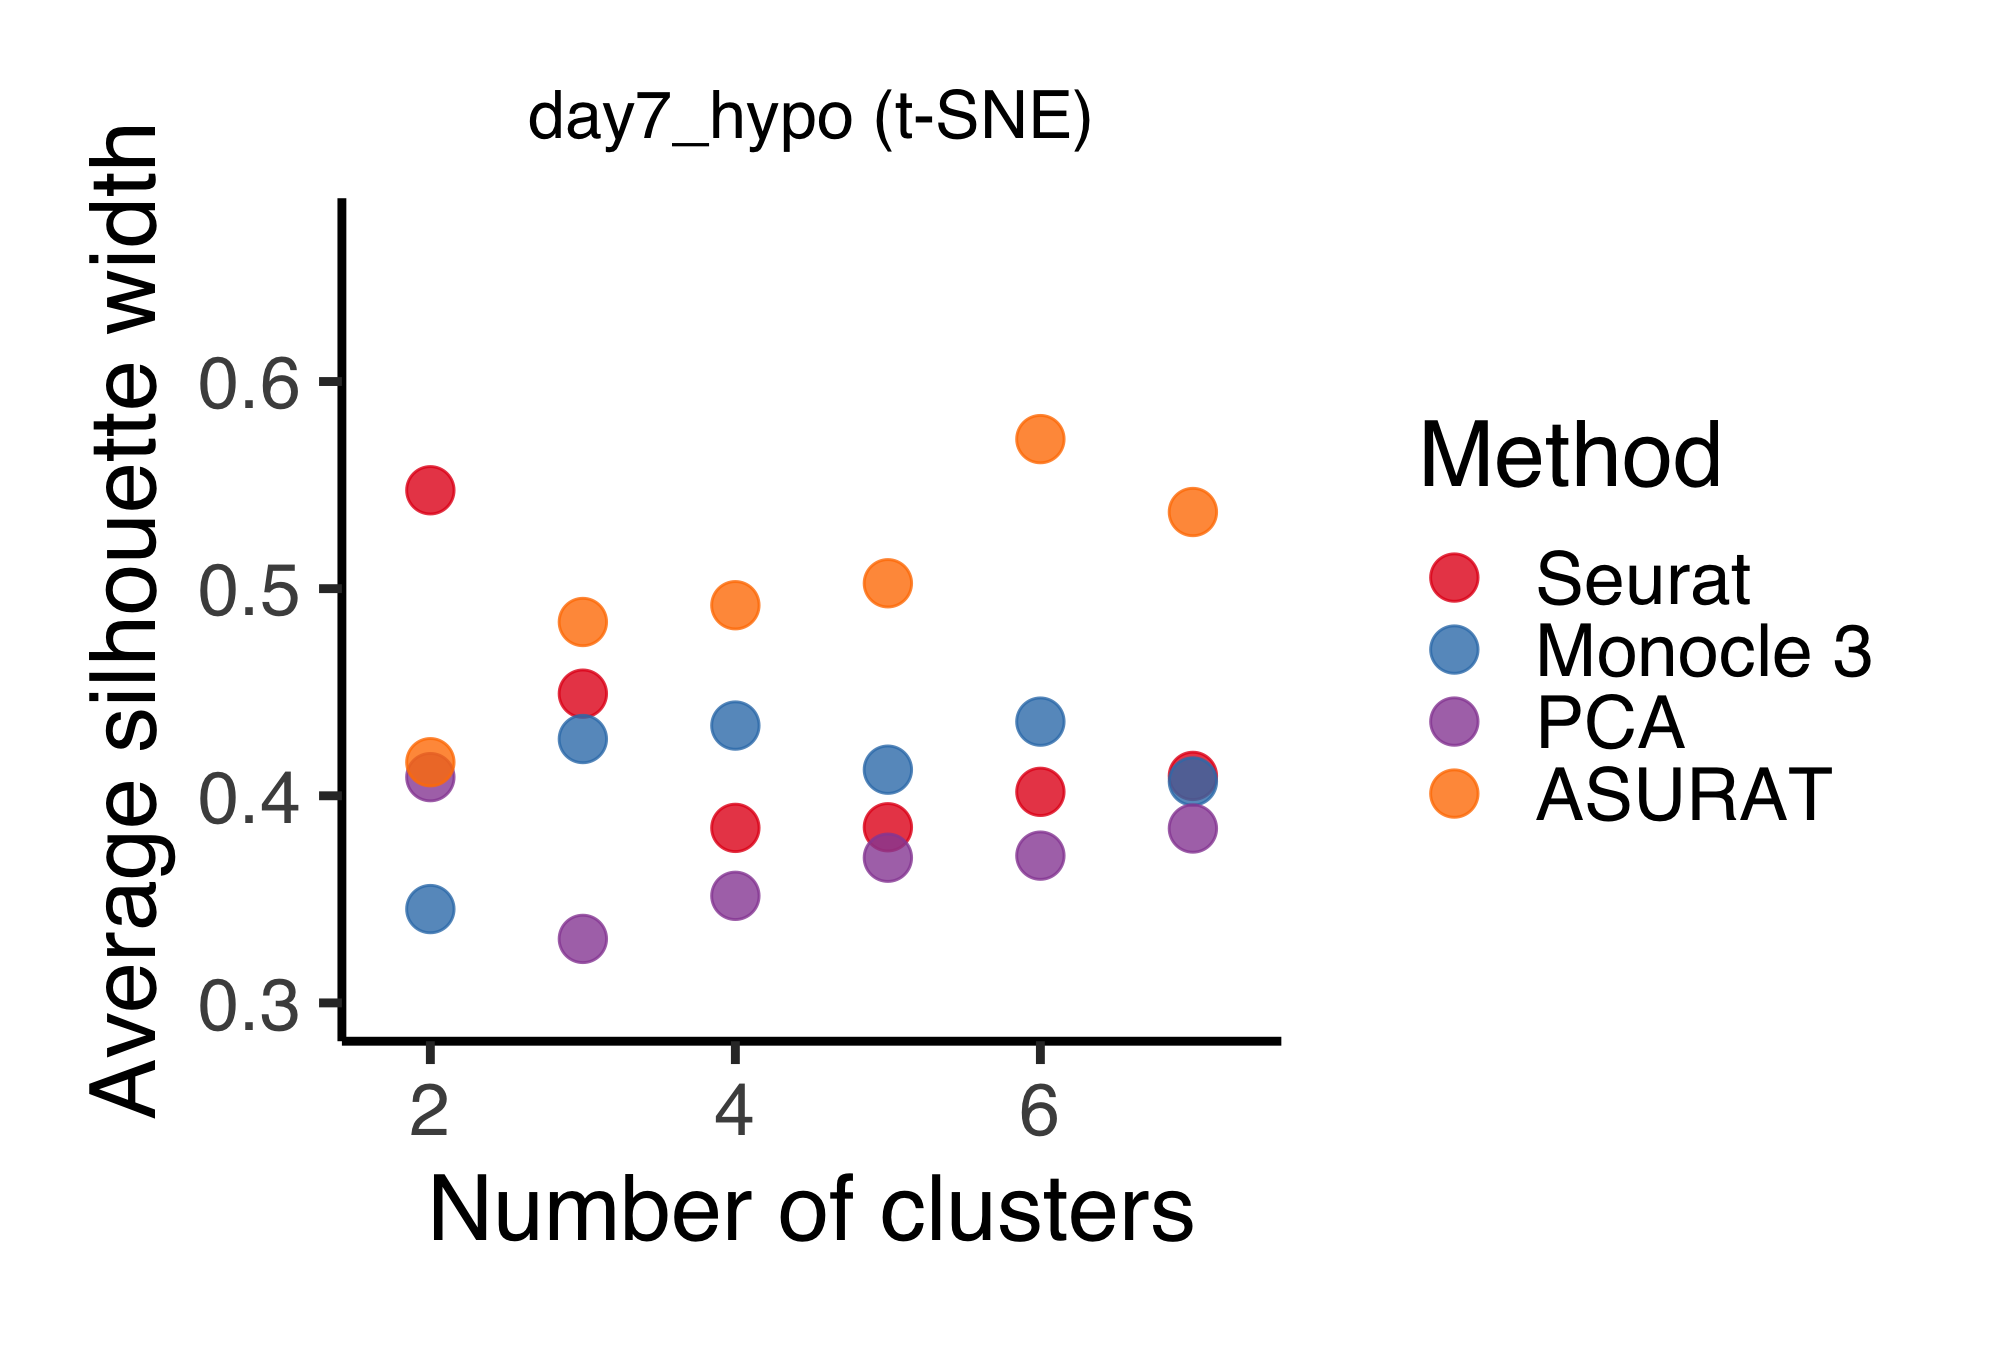 day7_hypo (t-SNE)
Average silhouette width
0.6
0.5
0.4
0.3
2 4 6
Number of clusters
Method
Seurat
Monocle 3
PCA
ASURAT